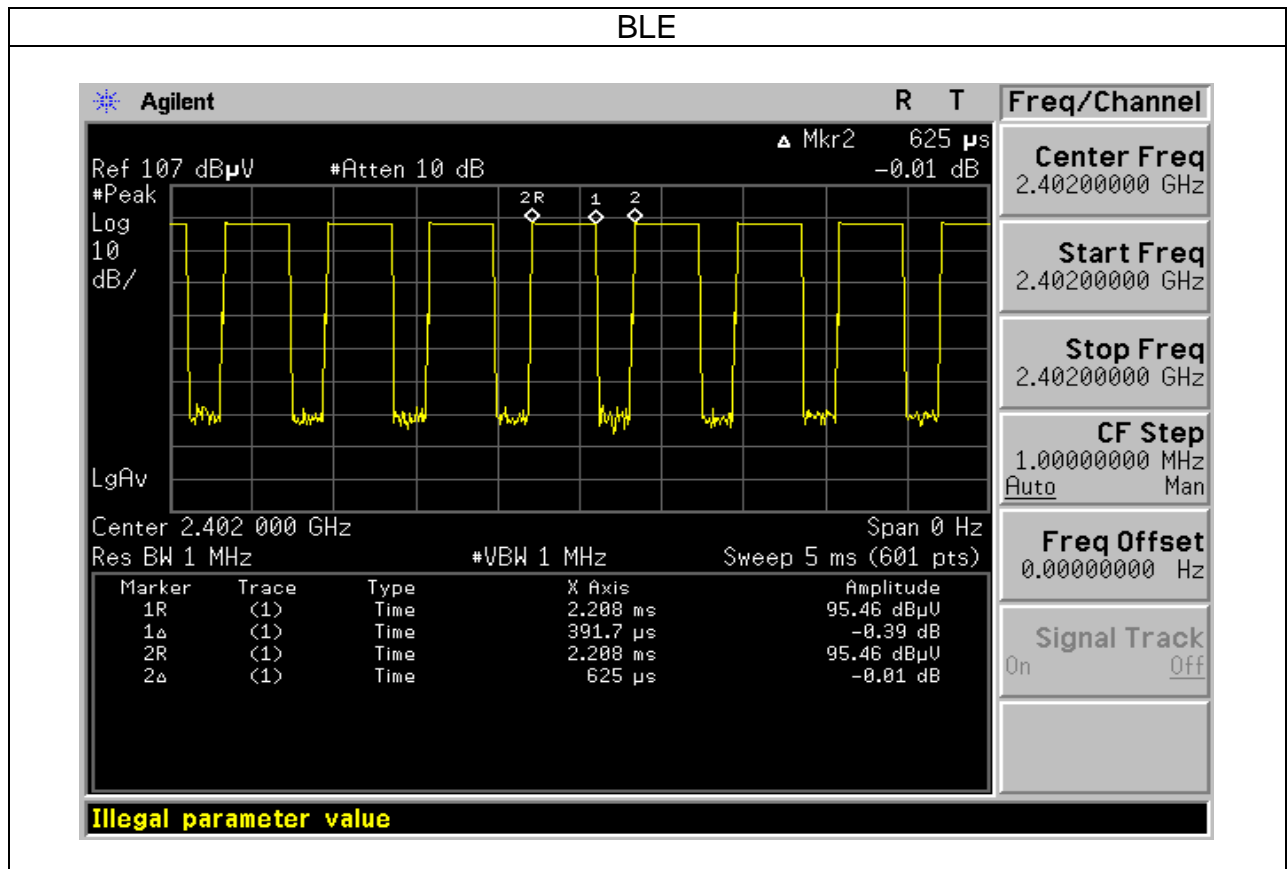 BLE
Agilent R T Freq/Channel
Δ Mkr2 625 µs
Ref 107 dBµV #Atten 10 dB -0.01 dB
#Peak
Log
10
dB/
2R 1 2
LgAv
Center 2.402 000 GHz Span 0 Hz
Res BW 1 MHz #VBW 1 MHz Sweep 5 ms (601 pts)
Marker Trace Type X Axis Amplitude
1R (1) Time 2.208 ms 95.46 dBµV
1Δ (1) Time 391.7 µs -0.39 dB
2R (1) Time 2.208 ms 95.46 dBµV
2Δ (1) Time 625 µs -0.01 dB
Center Freq
2.40200000 GHz
Start Freq
2.40200000 GHz
Stop Freq
2.40200000 GHz
CF Step
1.00000000 MHz
Auto Man
Freq Offset
0.00000000 Hz
Signal Track
On Off
Illegal parameter value